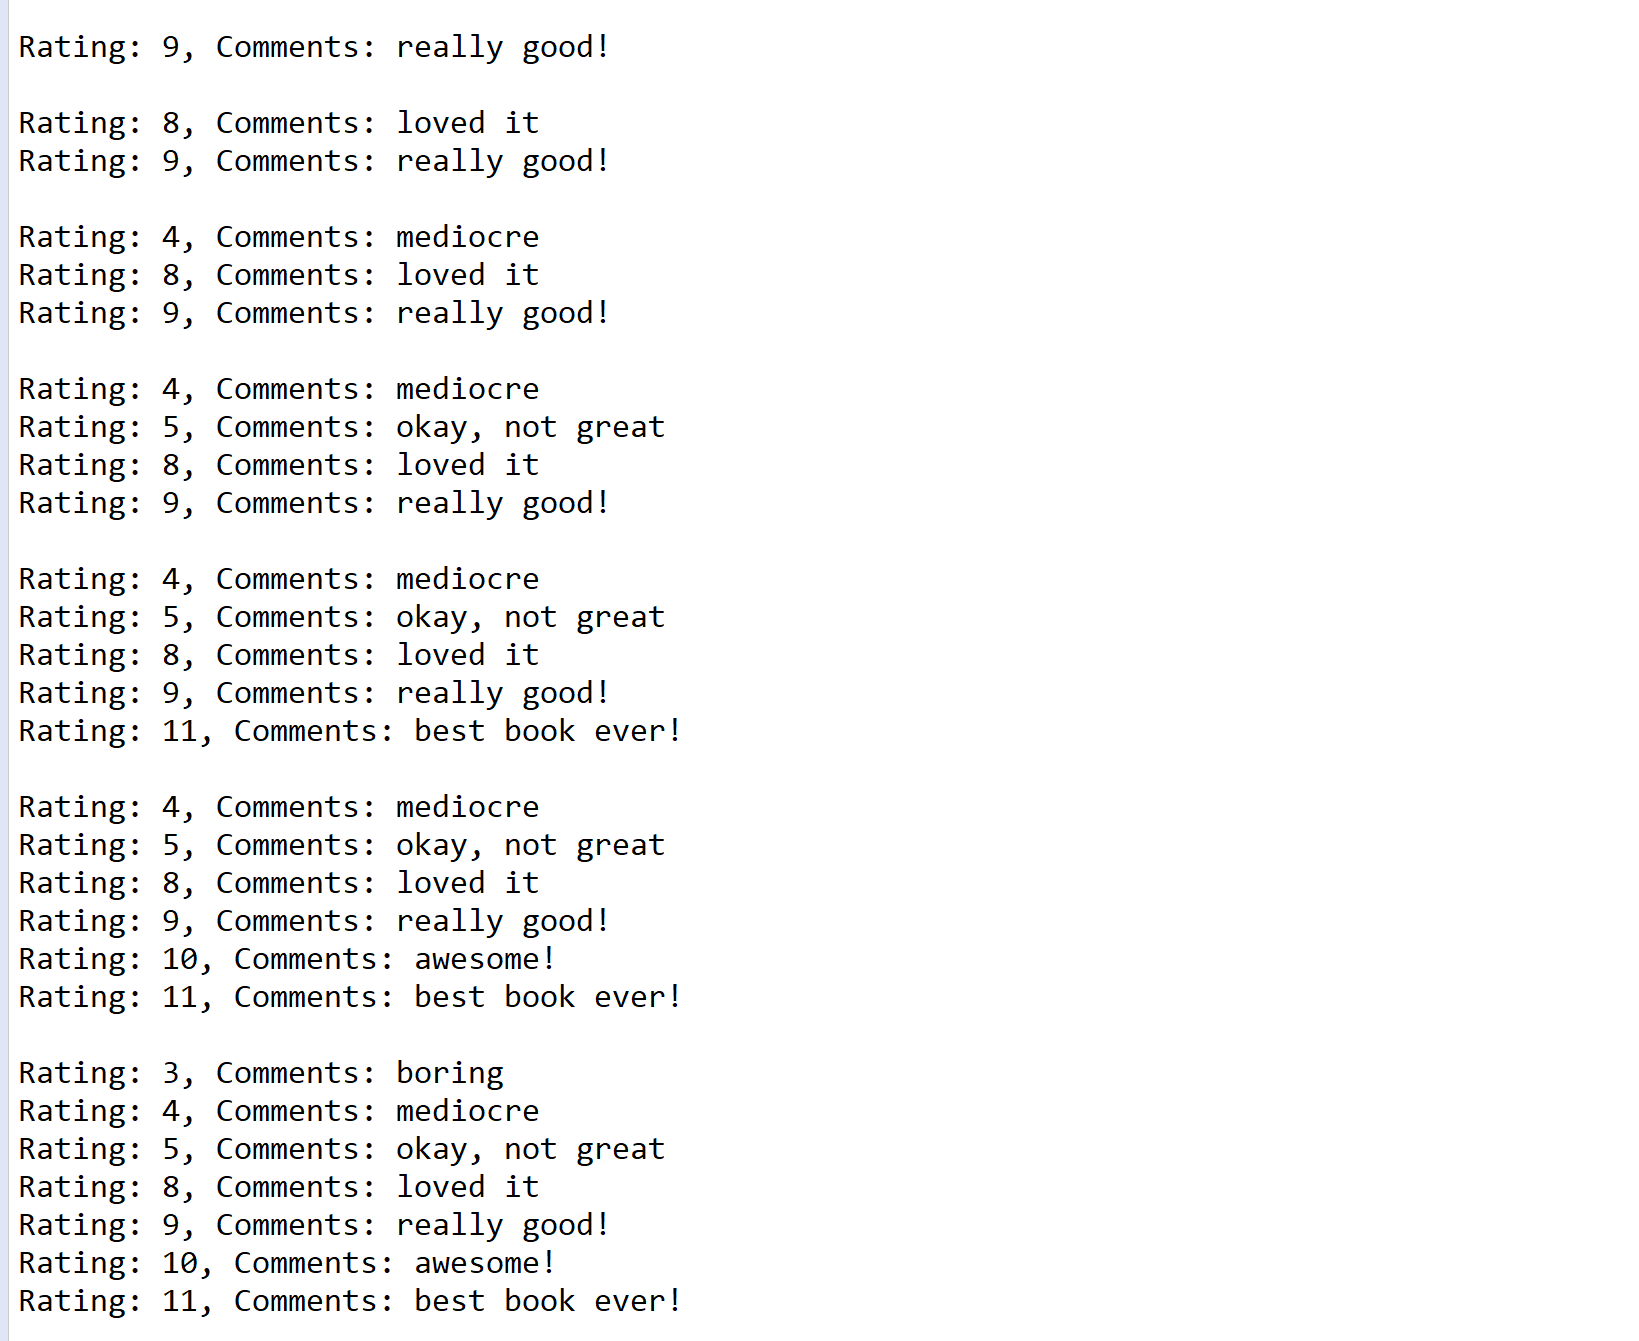 Rating: 9, Comments: really good!

Rating: 8, Comments: loved it
Rating: 9, Comments: really good!

Rating: 4, Comments: mediocre
Rating: 8, Comments: loved it
Rating: 9, Comments: really good!

Rating: 4, Comments: mediocre
Rating: 5, Comments: okay, not great
Rating: 8, Comments: loved it
Rating: 9, Comments: really good!

Rating: 4, Comments: mediocre
Rating: 5, Comments: okay, not great
Rating: 8, Comments: loved it
Rating: 9, Comments: really good!
Rating: 11, Comments: best book ever!

Rating: 4, Comments: mediocre
Rating: 5, Comments: okay, not great
Rating: 8, Comments: loved it
Rating: 9, Comments: really good!
Rating: 10, Comments: awesome!
Rating: 11, Comments: best book ever!

Rating: 3, Comments: boring
Rating: 4, Comments: mediocre
Rating: 5, Comments: okay, not great
Rating: 8, Comments: loved it
Rating: 9, Comments: really good!
Rating: 10, Comments: awesome!
Rating: 11, Comments: best book ever!